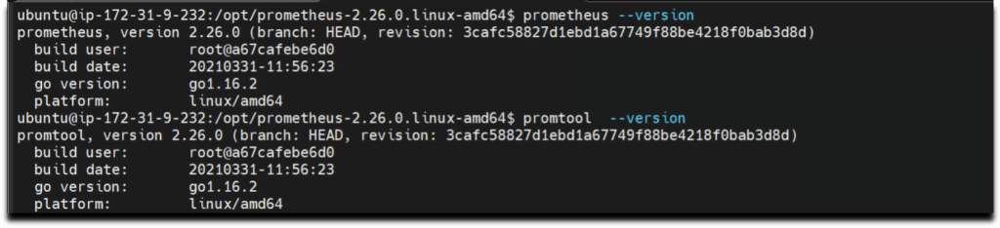 ubuntu@ip-172-31-9-232:/opt/prometheus-2.26.0.linux-amd64$ prometheus --version
prometheus, version 2.26.0 (branch: HEAD, revision: 3cafc58827d1ebd1a67749f88be4218f0bab3d8d)
  build user:       root@a67cafebe6d0
  build date:       20210331-11:56:23
  go version:       go1.16.2
  platform:         linux/amd64
ubuntu@ip-172-31-9-232:/opt/prometheus-2.26.0.linux-amd64$ promtool  --version
promtool, version 2.26.0 (branch: HEAD, revision: 3cafc58827d1ebd1a67749f88be4218f0bab3d8d)
  build user:       root@a67cafebe6d0
  build date:       20210331-11:56:23
  go version:       go1.16.2
  platform:         linux/amd64